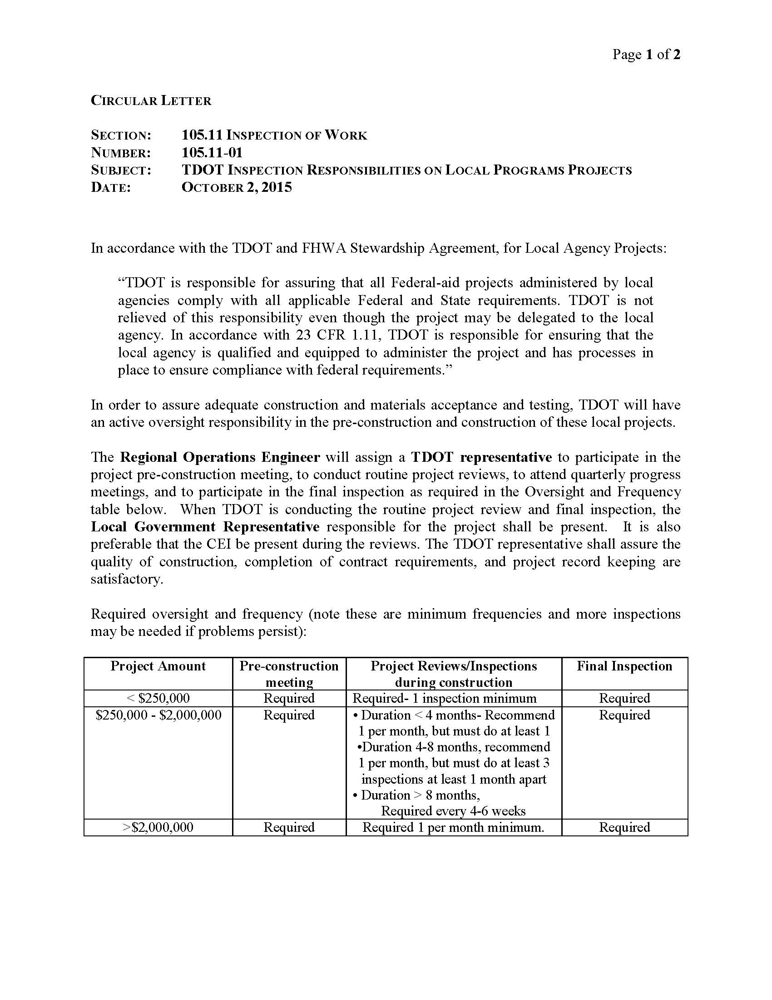 Page 1 of 2
CIRCULAR LETTER
SECTION: 105.11 INSPECTION OF WORK
NUMBER: 105.11-01
SUBJECT: TDOT INSPECTION RESPONSIBILITIES ON LOCAL PROGRAMS PROJECTS
DATE: OCTOBER 2, 2015
In accordance with the TDOT and FHWA Stewardship Agreement, for Local Agency Projects:
“TDOT is responsible for assuring that all Federal-aid projects administered by local
agencies comply with all applicable Federal and State requirements. TDOT is not
relieved of this responsibility even though the project may be delegated to the local
agency. In accordance with 23 CFR 1.11, TDOT is responsible for ensuring that the
local agency is qualified and equipped to administer the project and has processes in
place to ensure compliance with federal requirements.”
In order to assure adequate construction and materials acceptance and testing, TDOT will have
an active oversight responsibility in the pre-construction and construction of these local projects.
The Regional Operations Engineer will assign a TDOT representative to participate in the
project pre-construction meeting, to conduct routine project reviews, to attend quarterly progress
meetings, and to participate in the final inspection as required in the Oversight and Frequency
table below. When TDOT is conducting the routine project review and final inspection, the
Local Government Representative responsible for the project shall be present. It is also
preferable that the CEI be present during the reviews. The TDOT representative shall assure the
quality of construction, completion of contract requirements, and project record keeping are
satisfactory.
Required oversight and frequency (note these are minimum frequencies and more inspections
may be needed if problems persist):
Project Amount Pre-construction Project Reviews/Inspections Final Inspection
meeting during construction
< $250,000 Required Required- 1 inspection minimum Required
$250,000 - $2,000,000 Required • Duration < 4 months- Recommend Required
1 per month, but must do at least 1
•Duration 4-8 months, recommend
1 per month, but must do at least 3
inspections at least 1 month apart
• Duration > 8 months,
Required every 4-6 weeks
>$2,000,000 Required Required 1 per month minimum. Required